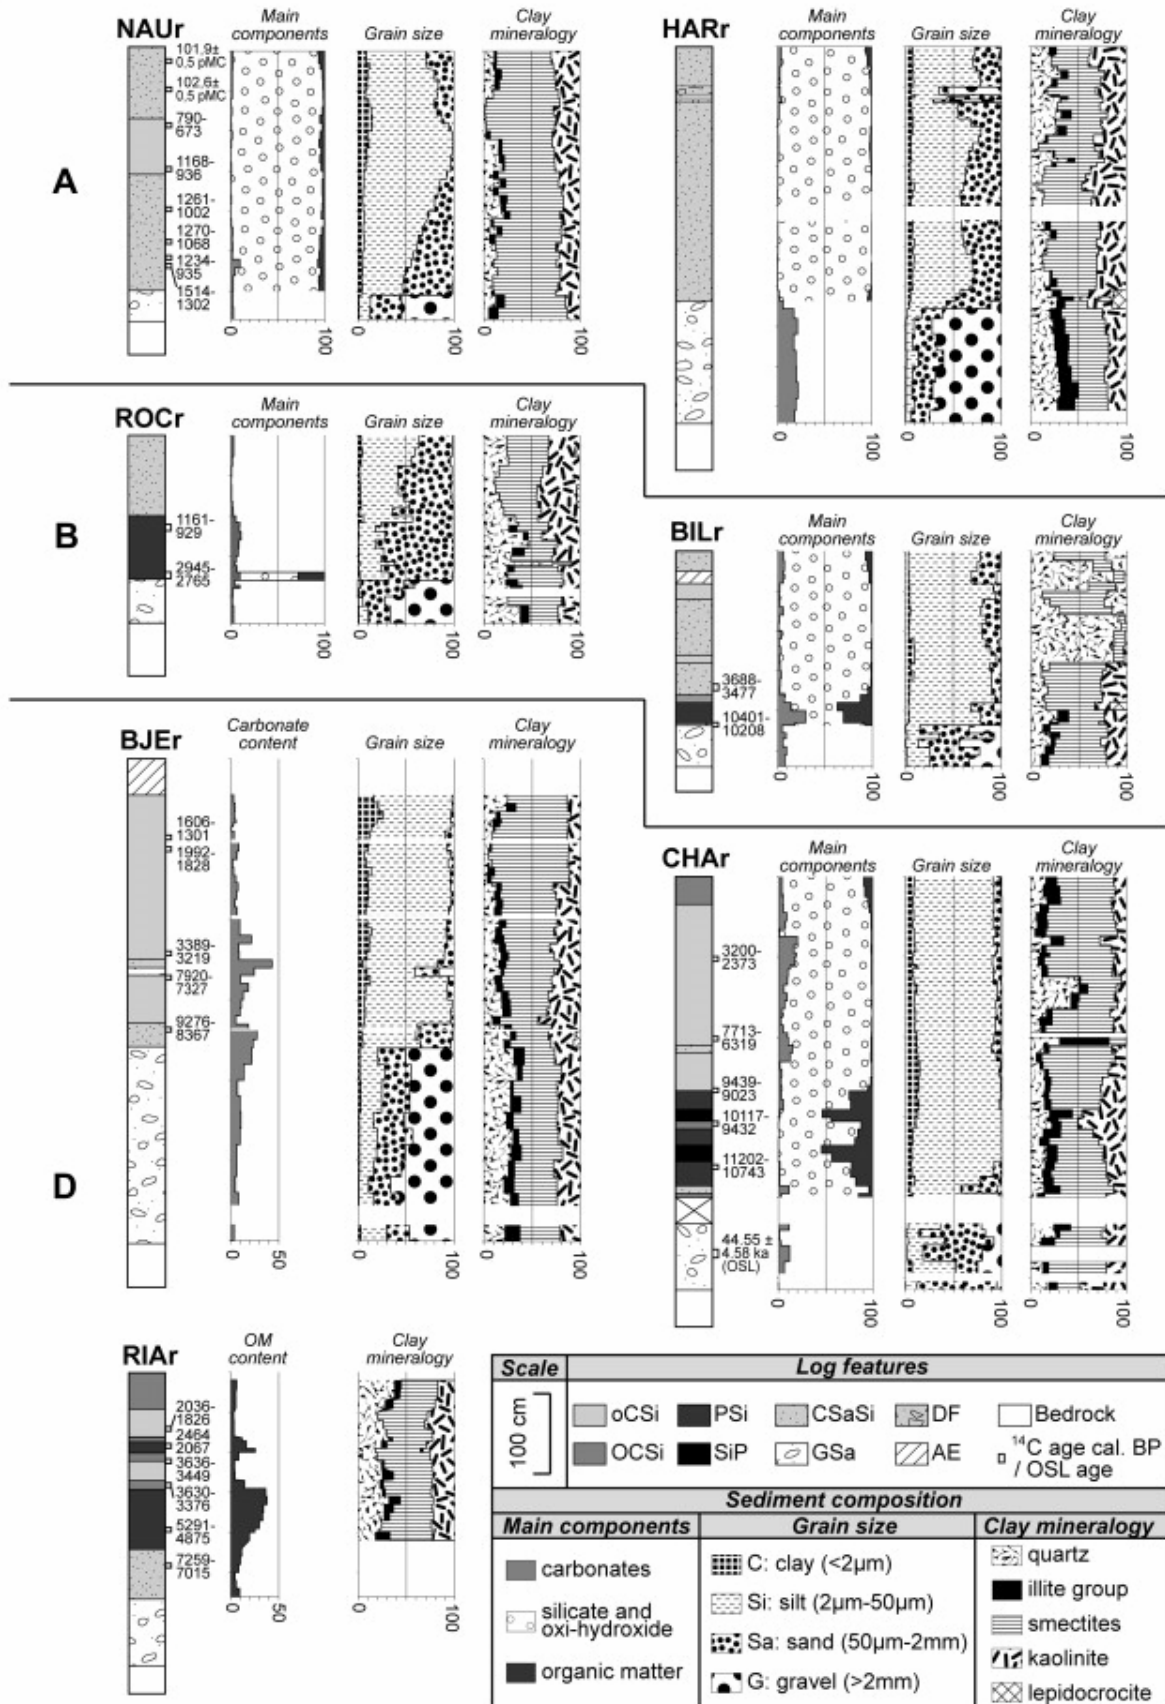 NAUr
Main
components
Grain size
Clay
mineralogy
101.9±
0.5 pMC
102.6±
0.5 pMC
790-
673
1168-
936
1261-
1002
1270-
1068
1234-
935
1514-
1302
A
0
100
0
100
0
100
HARr
Main
components
Grain size
Clay
mineralogy
0
100
0
100
0
100
ROCr
Main
components
Grain size
Clay
mineralogy
1161-
929
2945-
2765
B
0
100
0
100
0
100
BILr
Main
components
Grain size
Clay
mineralogy
3688-
3477
10401-
10208
0
100
0
100
0
100
BJEr
Carbonate
content
Grain size
Clay
mineralogy
1606-
1301
1992-
1828
3389-
3219
7920-
7327
9276-
8367
D
0
50
0
100
0
100
CHAr
Main
components
Grain size
Clay
mineralogy
3200-
2373
7713-
6319
9439-
9023
10117-
9432
11202-
10743
44.55 ±
4.58 ka
(OSL)
0
100
0
100
0
100
RIAr
OM
content
Clay
mineralogy
2036-
1826
2464-
2067
3636-
3449
3630-
3376
5291-
4875
7259-
7015
0
50
0
100
Scale
Log features
100 cm
oCSi
PSi
CSaSi
DF
Bedrock
OCSi
SiP
GSa
AE
14C age cal. BP
/ OSL age
Sediment composition
Main components
Grain size
Clay mineralogy
carbonates
silicate and
oxi-hydroxide
organic matter
C: clay (<2µm)
Si: silt (2µm-50µm)
Sa: sand (50µm-2mm)
G: gravel (>2mm)
quartz
illite group
smectites
kaolinite
lepidocrocite